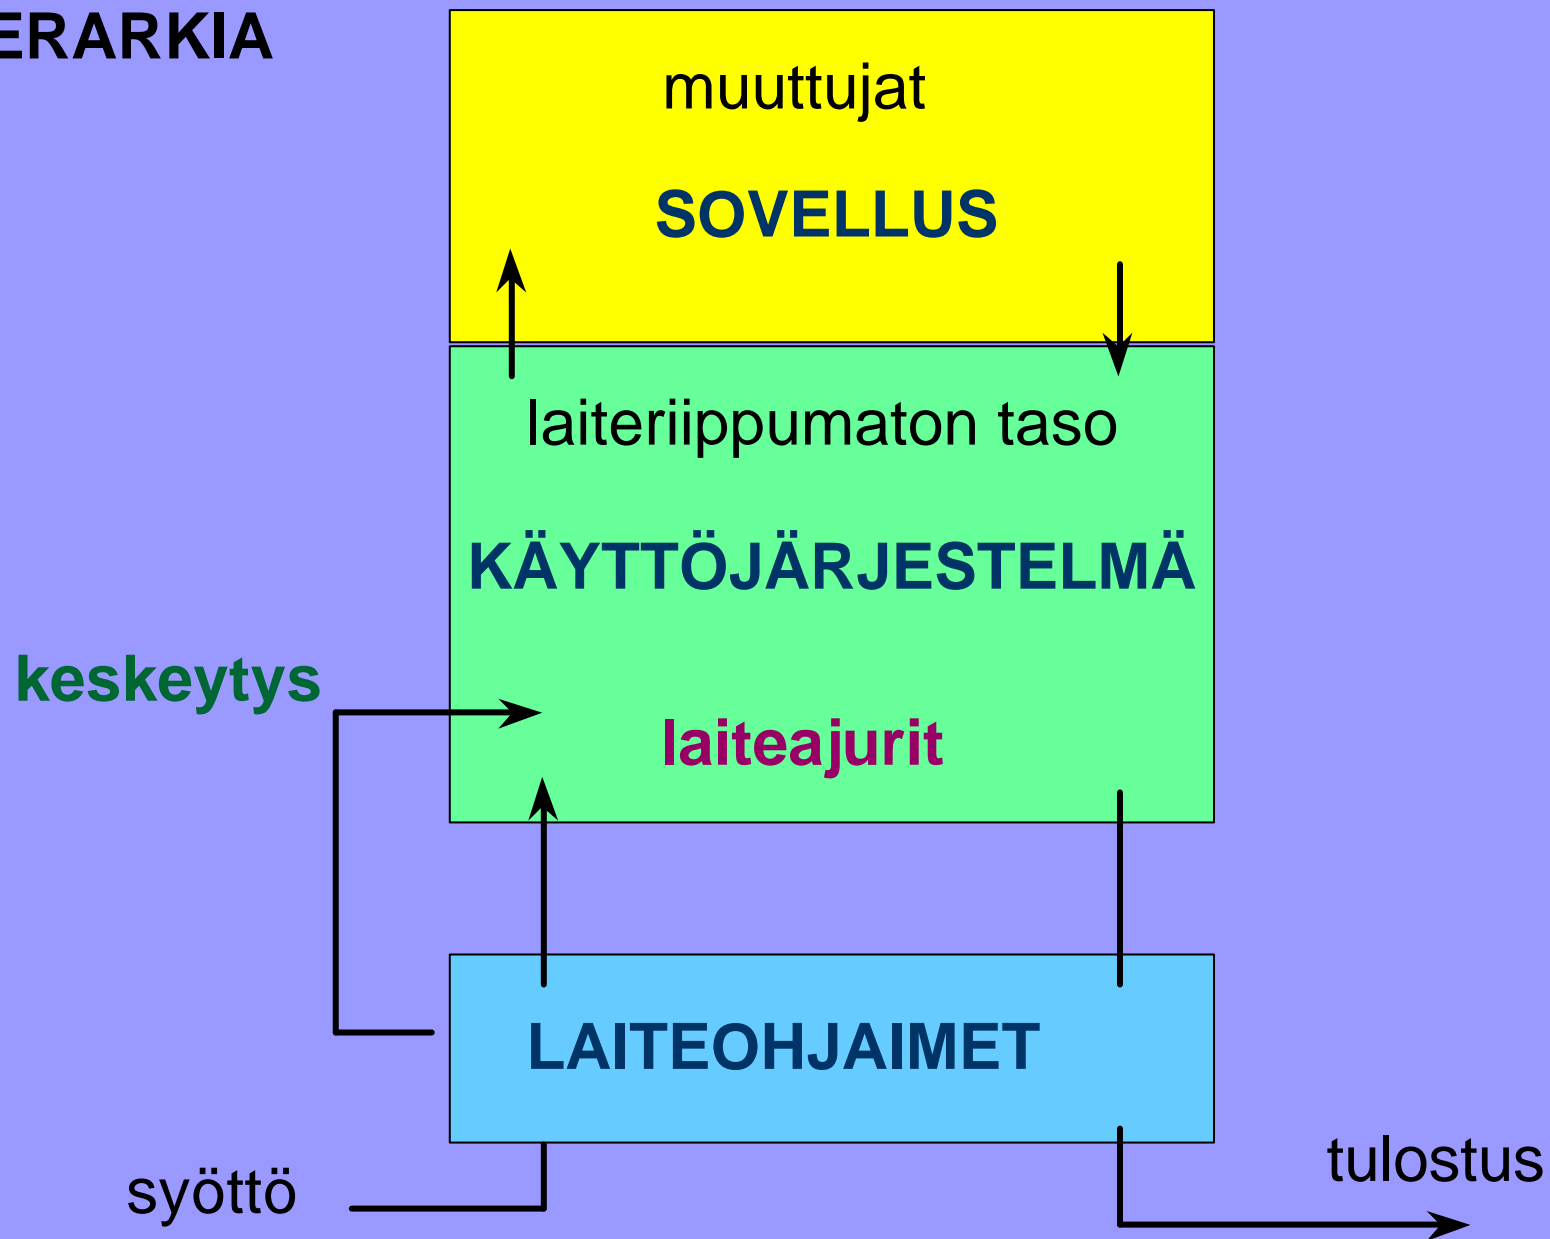 ERARKIA
muuttujat
SOVELLUS
laiteriippumaton taso
KÄYTTÖJÄRJESTELMÄ
keskeytys
laiteajurit
LAITEOHJAIMET
tulostus
syöttö